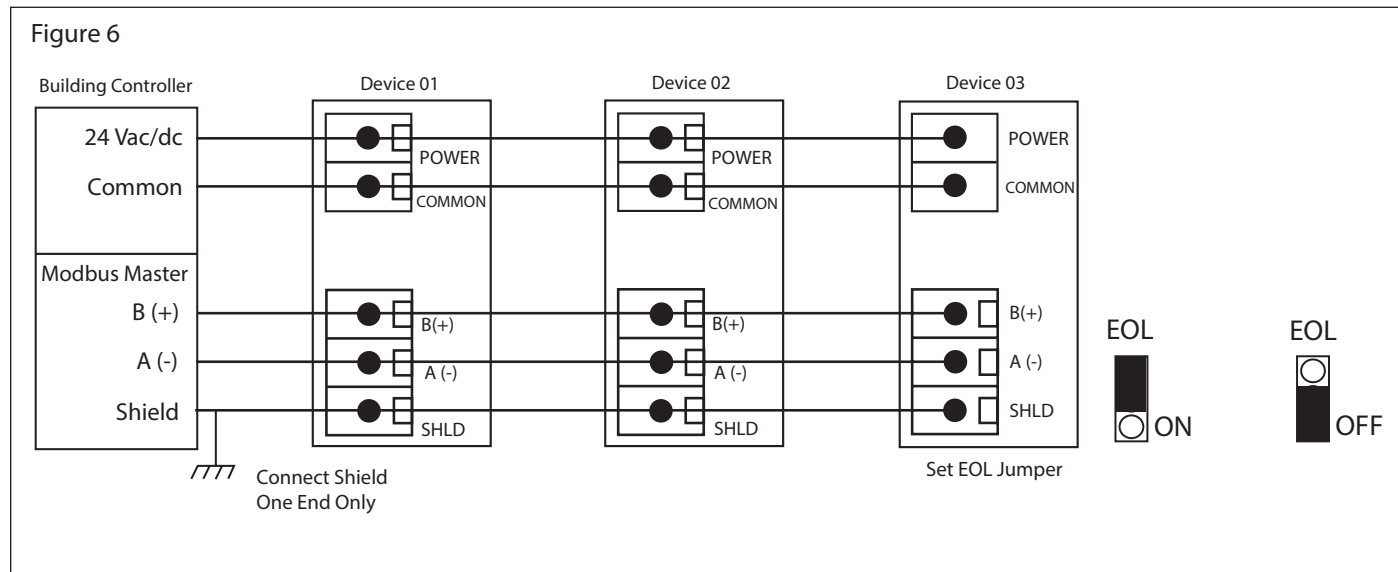 Figure 6
Building Controller
24 Vac/dc
Common
Modbus Master
B (+)
A (-)
Shield
Connect Shield
One End Only
Device 01
POWER
COMMON
B(+)
A (-)
SHLD
Device 02
POWER
COMMON
B(+)
A (-)
SHLD
Device 03
POWER
COMMON
B(+)
A (-)
SHLD
Set EOL Jumper
EOL
ON
EOL
OFF